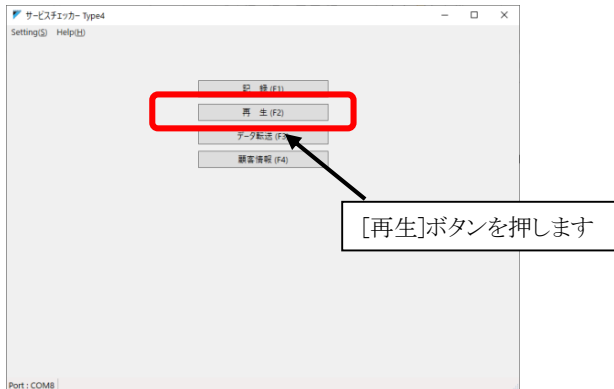 サービスチェッカー Type4
Setting(S) Help(H)
記 録 (F1)
再 生 (F2)
データ転送 (F3)
顧客情報 (F4)
[再生]ボタンを押します
Port : COM8